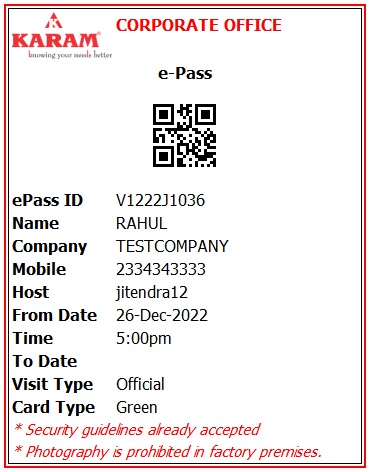 KARAM®
knowing your needs better
CORPORATE OFFICE
e-Pass
ePass ID V1222J1036
Name RAHUL
Company TESTCOMPANY
Mobile 2334343333
Host jitendra12
From Date 26-Dec-2022
Time 5:00pm
To Date
Visit Type Official
Card Type Green
* Security guidelines already accepted
* Photography is prohibited in factory premises.